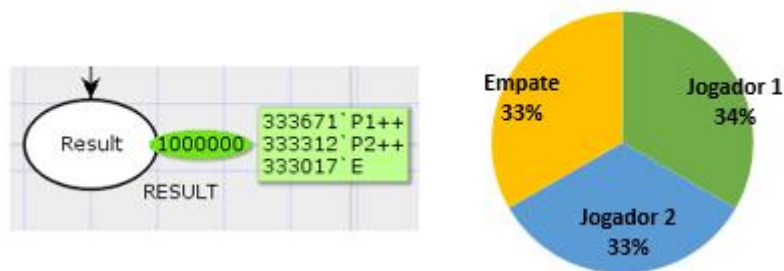 Result
1000000
333671`P1++
333312`P2++
333017`E
RESULT
Empate
33%
Jogador 1
34%
Jogador 2
33%